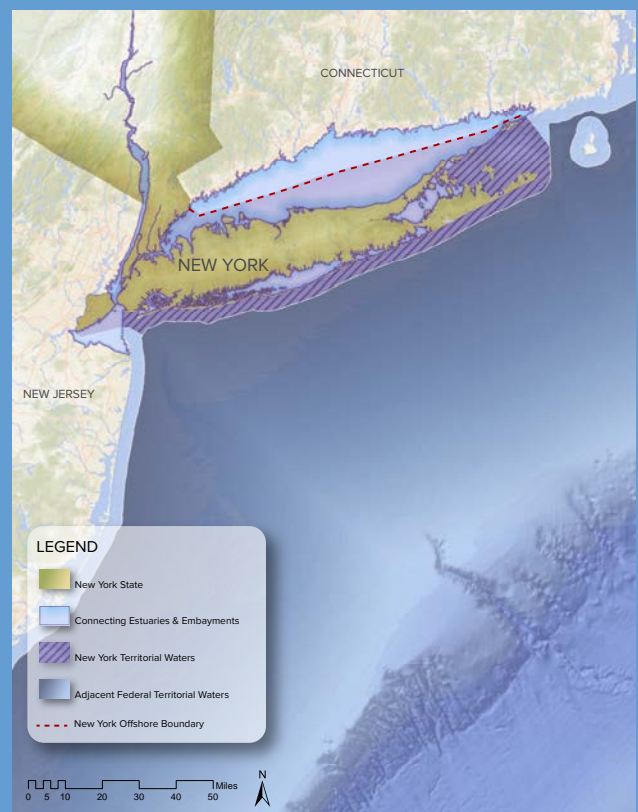 CONNECTICUT
NEW YORK
NEW JERSEY
LEGEND
New York State
Connecting Estuaries & Embayments
New York Territorial Waters
Adjacent Federal Territorial Waters
New York Offshore Boundary
Miles
0 5 10 20 30 40 50
N